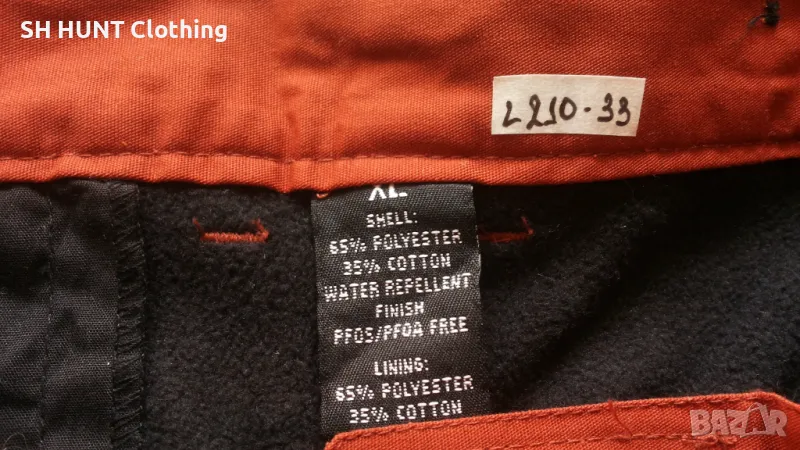 SH HUNT Clothing
L210-33
XL
SHELL:
65% POLYESTER
35% COTTON
WATER REPELLENT
FINISH
PFOS/PFOA FREE
LINING:
65% POLYESTER
35% COTTON
BAZAR